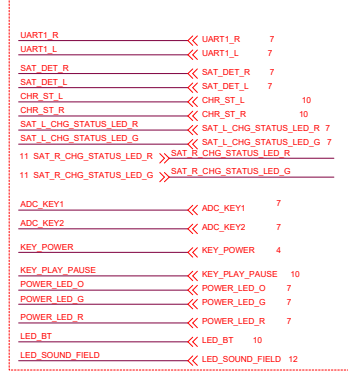 UART1_R UART1_R 7
UART1_L UART1_L 7
SAT_DET_R SAT_DET_R 7
SAT_DET_L SAT_DET_L 7
CHR_ST_L CHR_ST_L 10
CHR_ST_R CHR_ST_R 10
SAT_L_CHG_STATUS_LED_R SAT_L_CHG_STATUS_LED_R 7
SAT_L_CHG_STATUS_LED_G SAT_L_CHG_STATUS_LED_G 7
11 SAT_R_CHG_STATUS_LED_R SAT_R_CHG_STATUS_LED_R
11 SAT_R_CHG_STATUS_LED_G SAT_R_CHG_STATUS_LED_G
ADC_KEY1 ADC_KEY1 7
ADC_KEY2 ADC_KEY2 7
KEY_POWER KEY_POWER 4
KEY_PLAY_PAUSE KEY_PLAY_PAUSE 10
POWER_LED_O POWER_LED_O 7
POWER_LED_G POWER_LED_G 7
POWER_LED_R POWER_LED_R 7
LED_BT LED_BT 10
LED_SOUND_FIELD LED_SOUND_FIELD 12